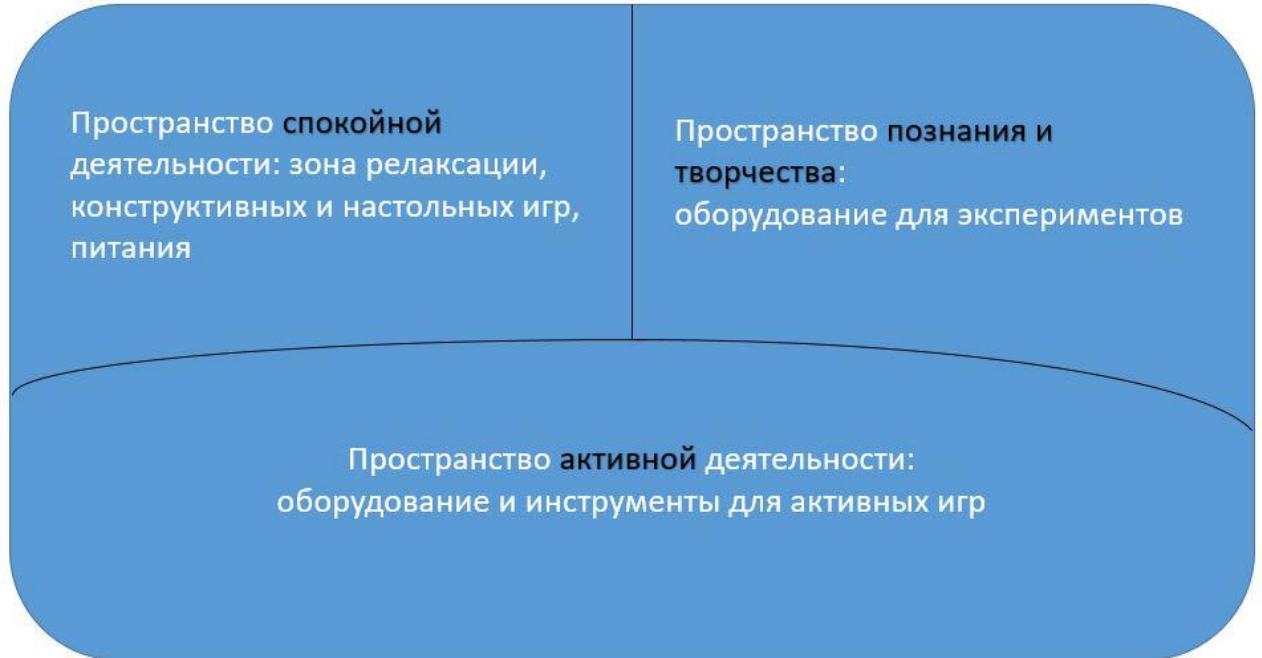 Пространство спокойной
деятельности: зона релаксации,
конструктивных и настольных игр,
питания
Пространство познания и
творчества:
оборудование для экспериментов
Пространство активной деятельности:
оборудование и инструменты для активных игр